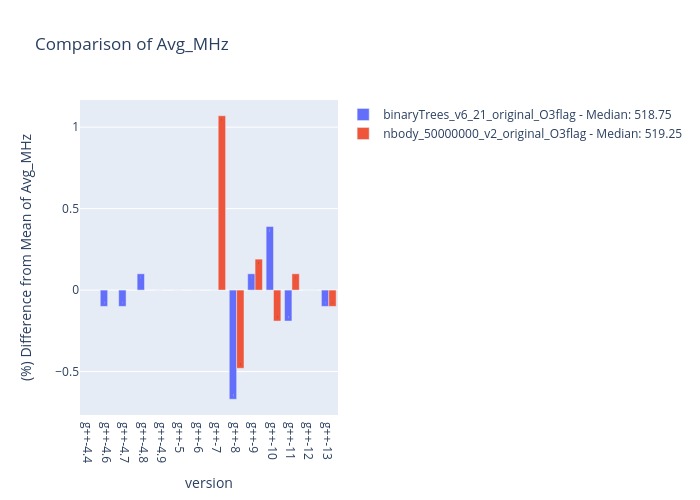 Comparison of Avg_MHz
binaryTrees_v6_21_original_O3flag - Median: 518.75
nbody_50000000_v2_original_O3flag - Median: 519.25
(%) Difference from Mean of Avg_MHz
1
0.5
0
−0.5
g++-4.4
g++-4.6
g++-4.7
g++-4.8
g++-4.9
g++-5
g++-6
g++-7
g++-8
g++-9
g++-10
g++-11
g++-12
g++-13
version